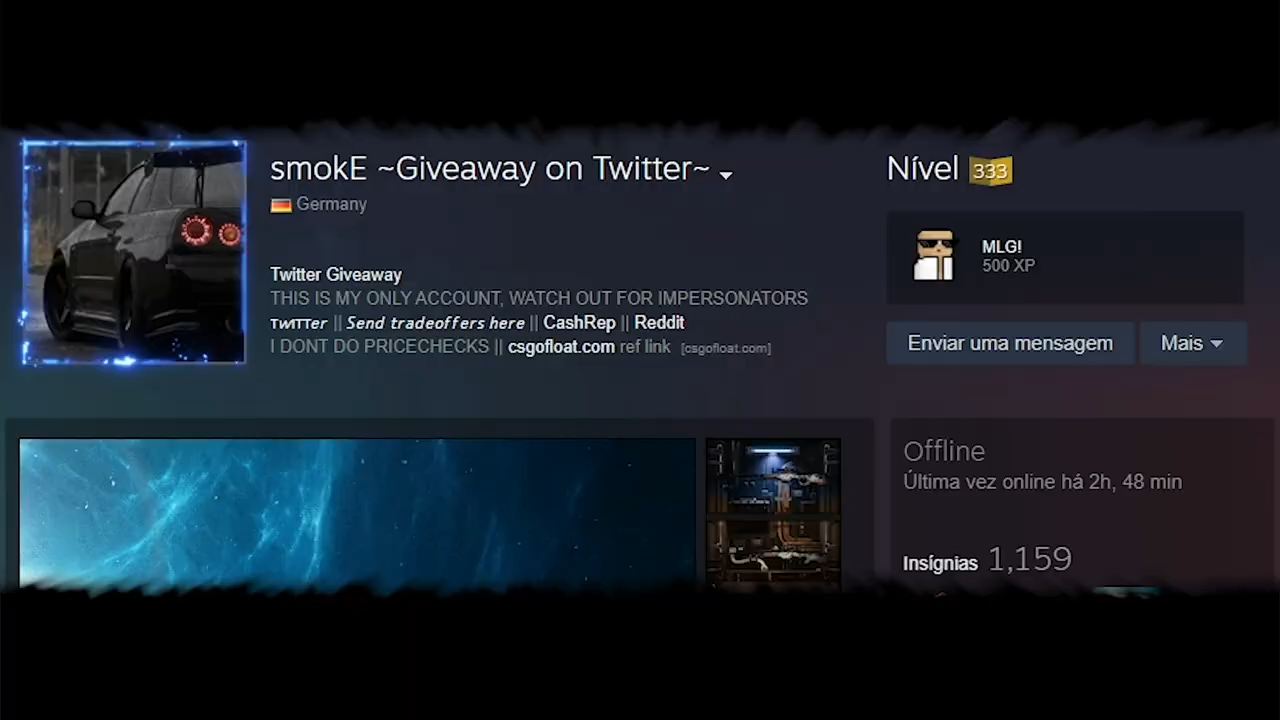 smokE ~Giveaway on Twitter~
Germany
Twitter Giveaway
THIS IS MY ONLY ACCOUNT, WATCH OUT FOR IMPERSONATORS
TᴡITTer || Send tradeoffers here || CashRep || Reddit
I DONT DO PRICECHECKS || csgofloat.com ref link [csgofloat.com]
Nível 333
MLG!
500 XP
Enviar uma mensagem
Mais
Offline
Última vez online há 2h, 48 min
Insígnias 1,159